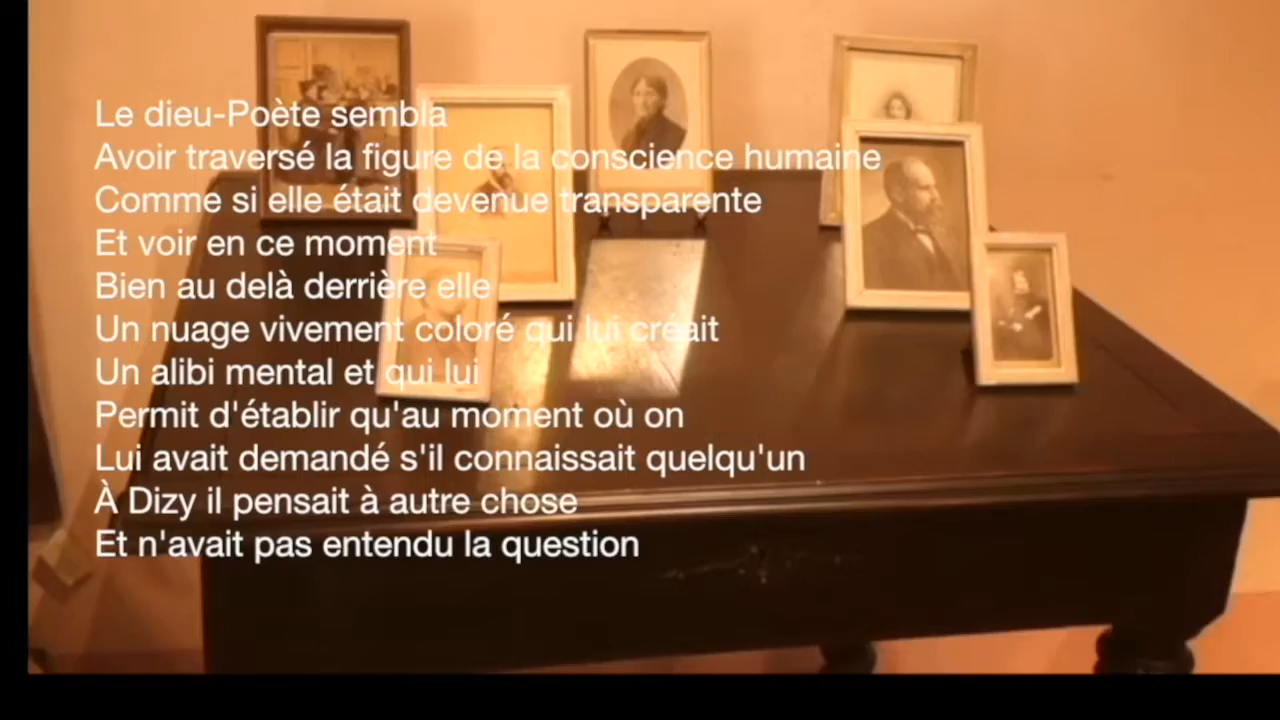 Le dieu-Poète sembla
Avoir traversé la figure de la conscience humaine
Comme si elle était devenue transparente
Et voir en ce moment
Bien au delà derrière elle
Un nuage vivement coloré qui lui créait
Un alibi mental et qui lui
Permit d'établir qu'au moment où on
Lui avait demandé s'il connaissait quelqu'un
À Dizy il pensait à autre chose
Et n'avait pas entendu la question